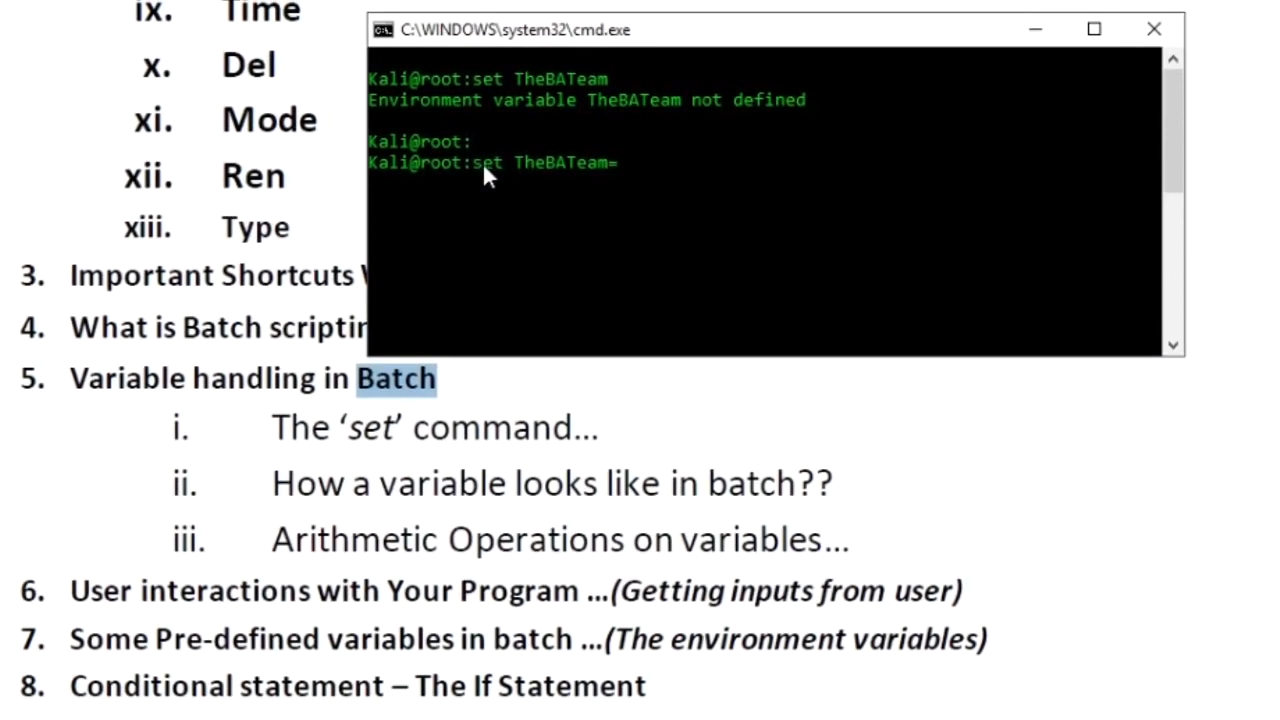 ix. Time
x. Del
xi. Mode
xii. Ren
xiii. Type
3. Important Shortcuts
4. What is Batch
5. Variable handling in Batch
i. The ‘set’ command...
ii. How a variable looks like in batch??
iii. Arithmetic Operations on variables...
6. User interactions with Your Program ...(Getting inputs from user)
7. Some Pre-defined variables in batch ...(The environment variables)
8. Conditional statement – The If Statement
C:\WINDOWS\system32\cmd.exe
Kali@root:set TheBATeam
Environment variable TheBATeam not defined
Kali@root:
Kali@root:set TheBATeam=